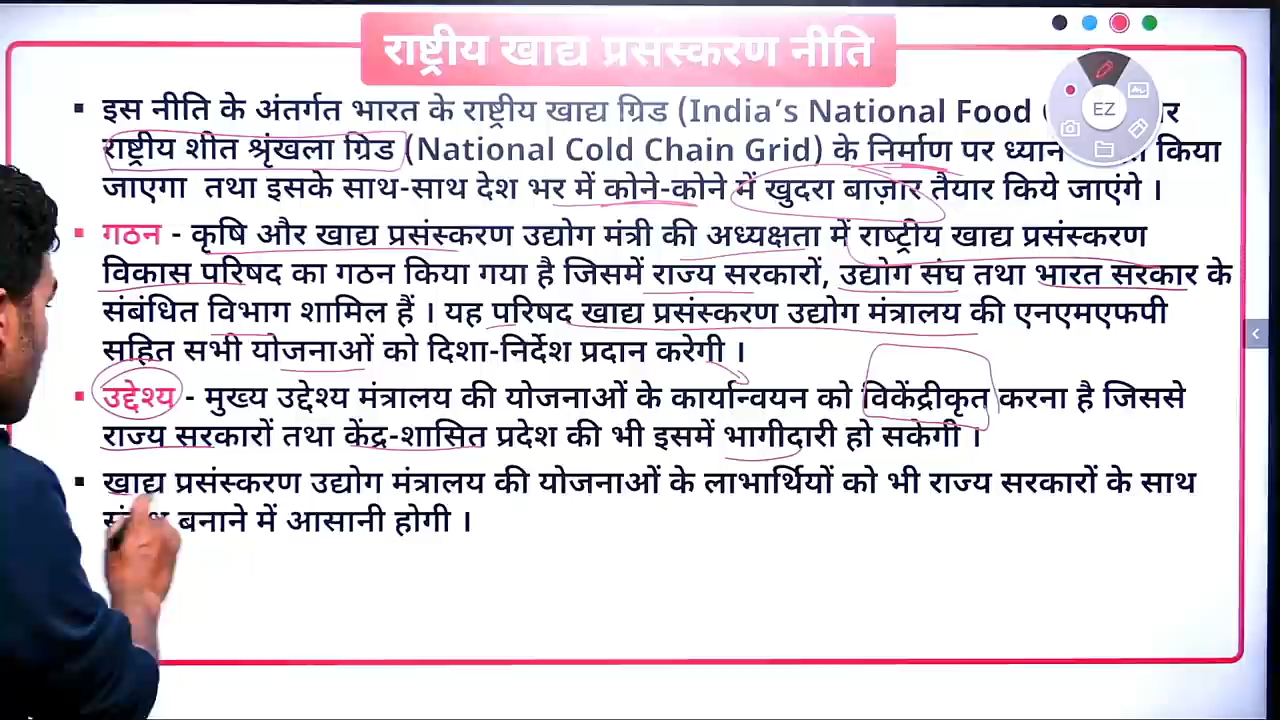 राष्ट्रीय खाद्य प्रसंस्करण नीति
▪ इस नीति के अंतर्गत भारत के राष्ट्रीय खाद्य ग्रिड (India's National Food
राष्ट्रीय शीत श्रृंखला ग्रिड (National Cold Chain Grid) के निर्माण पर ध्यान किया
जाएगा तथा इसके साथ-साथ देश भर में कोने-कोने में खुदरा बाज़ार तैयार किये जाएंगे ।
▪ गठन - कृषि और खाद्य प्रसंस्करण उद्योग मंत्री की अध्यक्षता में राष्ट्रीय खाद्य प्रसंस्करण
विकास परिषद का गठन किया गया है जिसमें राज्य सरकारों, उद्योग संघ तथा भारत सरकार के
संबंधित विभाग शामिल हैं । यह परिषद खाद्य प्रसंस्करण उद्योग मंत्रालय की एनएमएफपी
सहित सभी योजनाओं को दिशा-निर्देश प्रदान करेगी ।
▪ उद्देश्य - मुख्य उद्देश्य मंत्रालय की योजनाओं के कार्यान्वयन को विकेंद्रीकृत करना है जिससे
राज्य सरकारों तथा केंद्र-शासित प्रदेश की भी इसमें भागीदारी हो सकेगी ।
▪ खाद्य प्रसंस्करण उद्योग मंत्रालय की योजनाओं के लाभार्थियों को भी राज्य सरकारों के साथ
बनाने में आसानी होगी ।
EZ